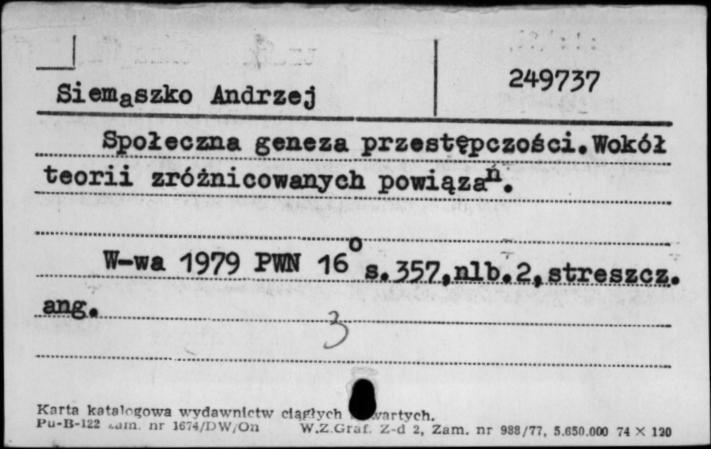 249737
Siemaszko Andrzej
Społeczna geneza przestępczości.Wokół
teorii zróżnicowanych powiązań.
W-wa 1979 PWN 16° s.357,nlb.2,streszcz.
ang.
3
Karta katalogowa wydawnictw ciągłych wartych.
Pu-B-122 zam. nr 1674/DW/On W.Z.Graf. Z-d 2, Zam. nr 988/77, 5.650.000 74 X 120